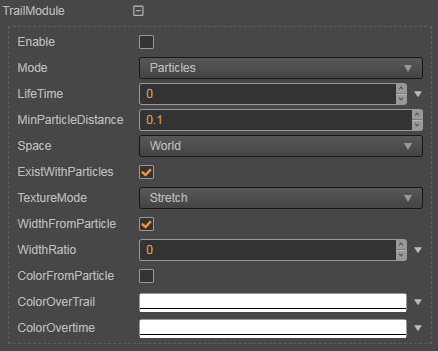 TrailModule
Enable
Mode Particles
LifeTime 0
MinParticleDistance 0.1
Space World
ExistWithParticles
TextureMode Stretch
WidthFromParticle
WidthRatio 0
ColorFromParticle
ColorOverTrail
ColorOvertime